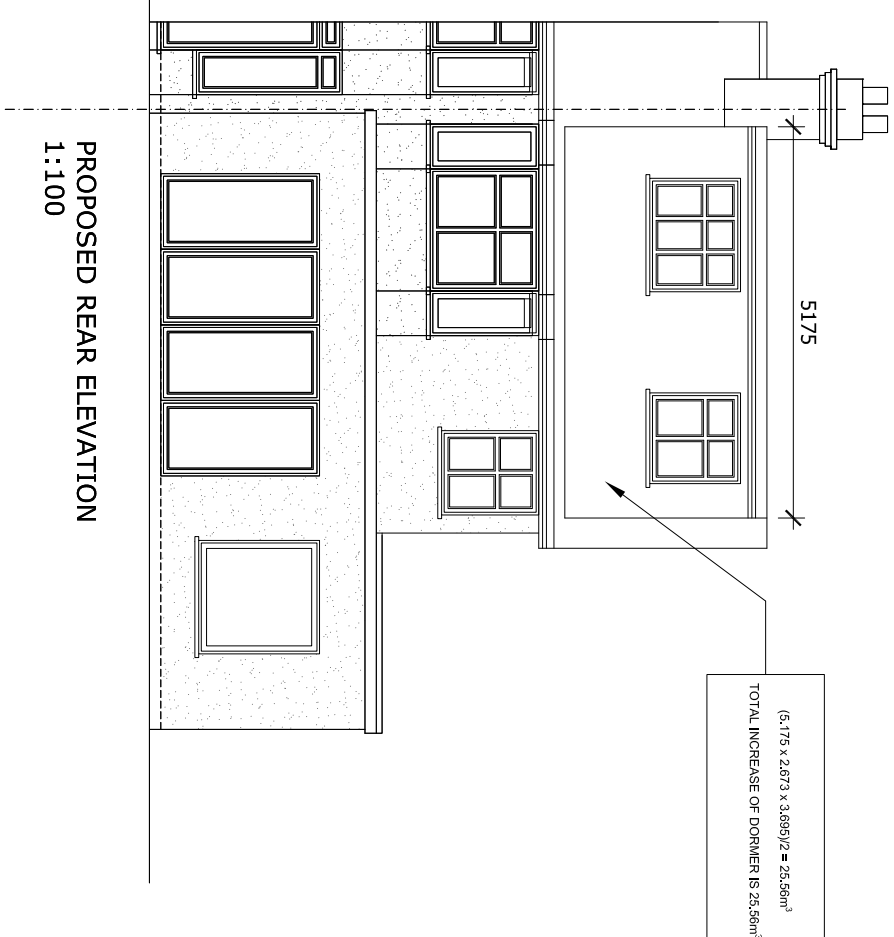 (5.175 x 2.673 x 3.695)/2 = 25.56m³
TOTAL INCREASE OF DORMER IS 25.56m³
5175
PROPOSED REAR ELEVATION
1:100